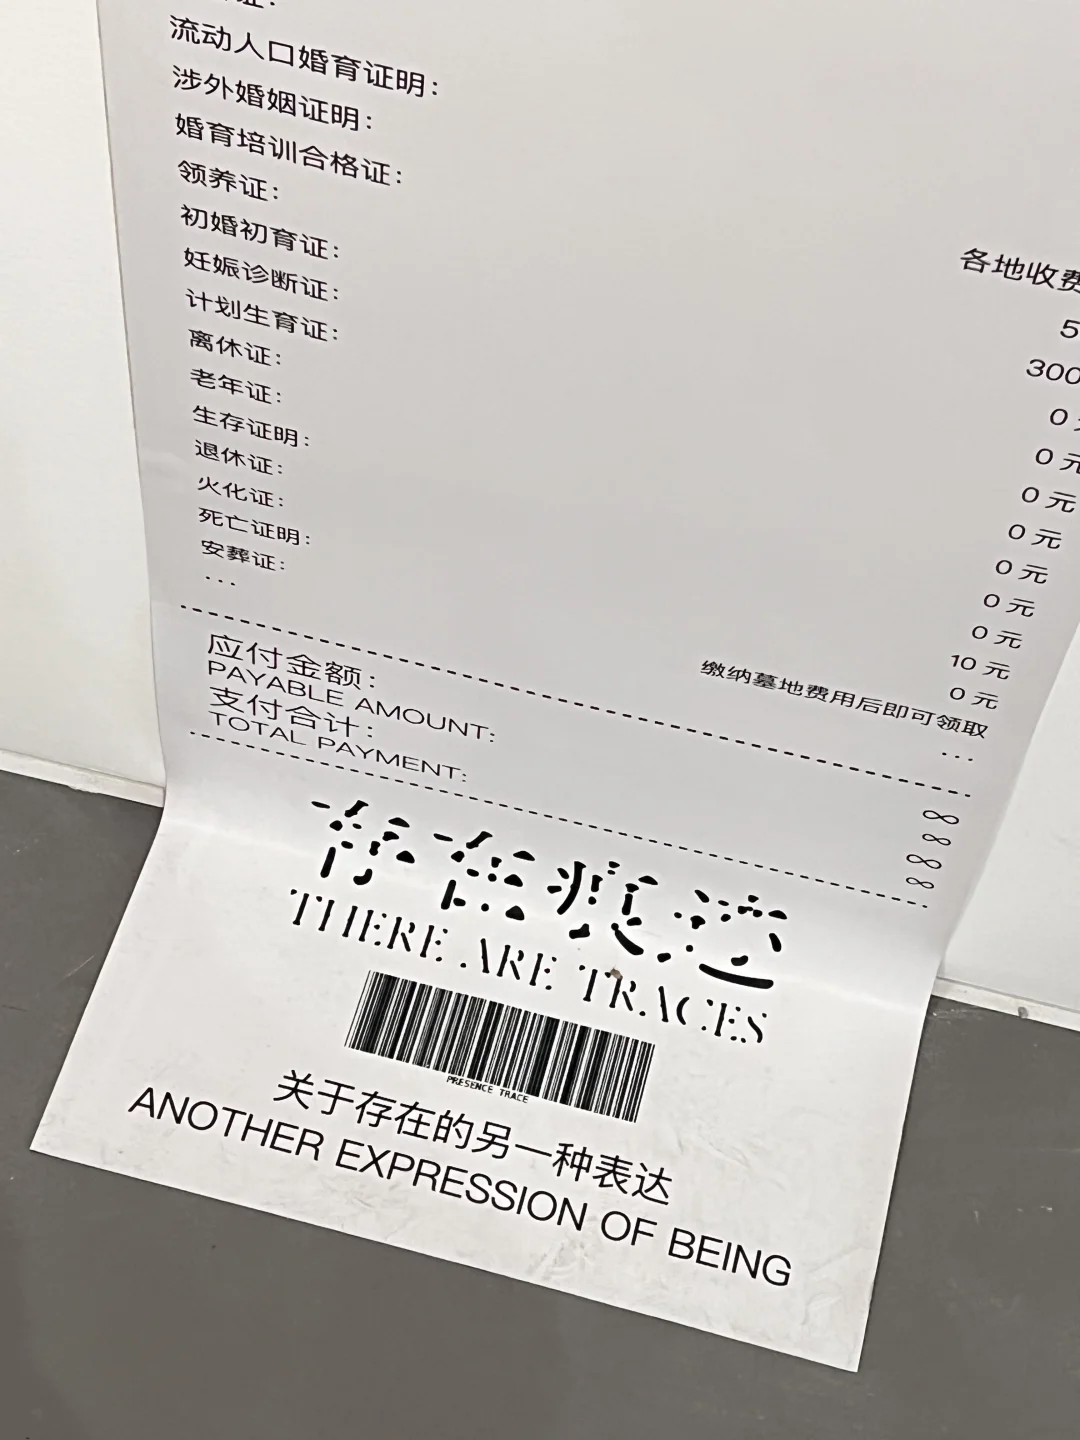 证：
流动人口婚育证明：
涉外婚姻证明：
婚育培训合格证：
领养证：
初婚初育证：
妊娠诊断证：
计划生育证：
离休证：
老年证：
生存证明：
退休证：
火化证：
死亡证明：
安葬证：
...
各地收费
5
300
0
0 元
0 元
0 元
0 元
0 元
0 元
10 元
0 元
缴纳墓地费用后即可领取
...
应付金额：
PAYABLE AMOUNT:
支付合计：
TOTAL PAYMENT:
∞
∞
∞
∞
存在痕迹
THERE ARE TRACES
PRESENCE TRACE
关于存在的另一种表达
ANOTHER EXPRESSION OF BEING